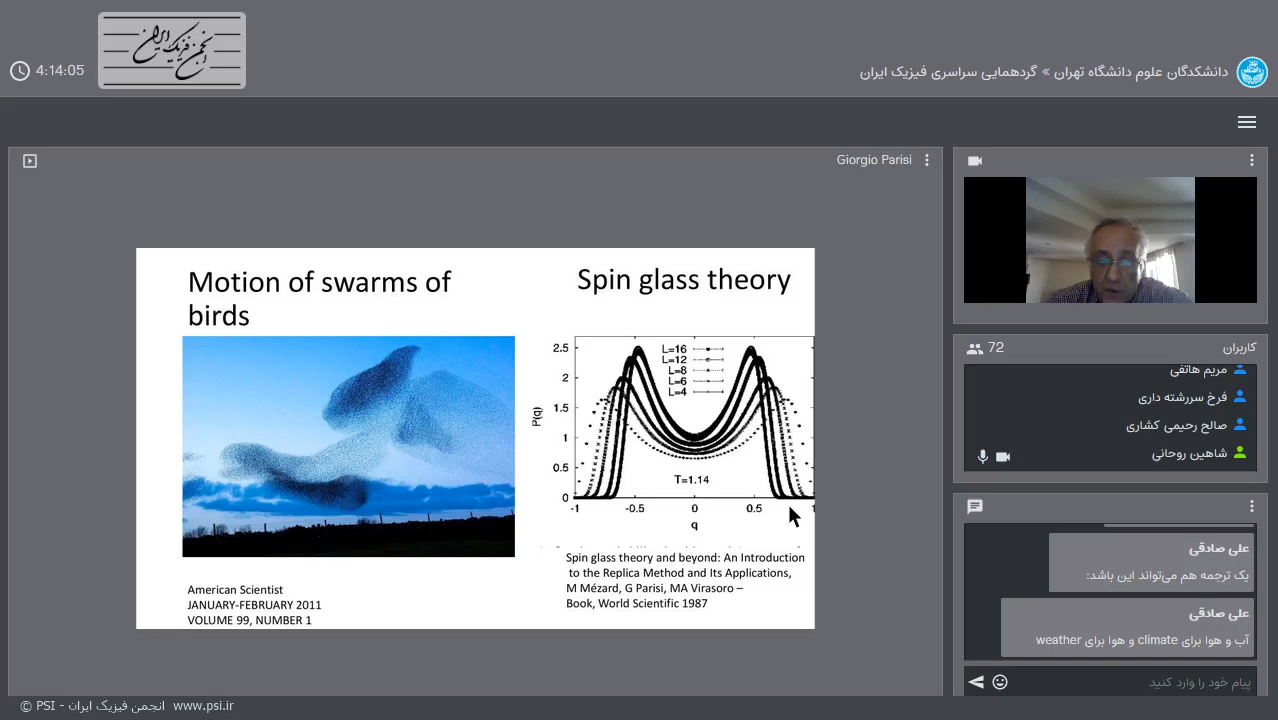 4:14:05
انجمن فیزیک ایران
دانشکدگان علوم دانشگاه تهران » گردهمایی سراسری فیزیک ایران
Giorgio Parisi
Motion of swarms of
birds
American Scientist
JANUARY-FEBRUARY 2011
VOLUME 99, NUMBER 1
Spin glass theory
2.5
2
1.5
1
0.5
0
P(q)
L=16
L=12
L=8
L=6
L=4
T=1.14
-1 -0.5 0 0.5 1
q
Spin glass theory and beyond: An Introduction
to the Replica Method and Its Applications,
M Mézard, G Parisi, MA Virasoro –
Book, World Scientific 1987
72
کاربران
مریم هاتفی
فرخ سررشته داری
صالح رحیمی کشاری
شاهین روحانی
علی صادقی
یک ترجمه هم می‌تواند این باشد:
علی صادقی
آب و هوا برای climate و هوا برای weather
پیام خود را وارد کنید
© PSI - انجمن فیزیک ایران www.psi.ir